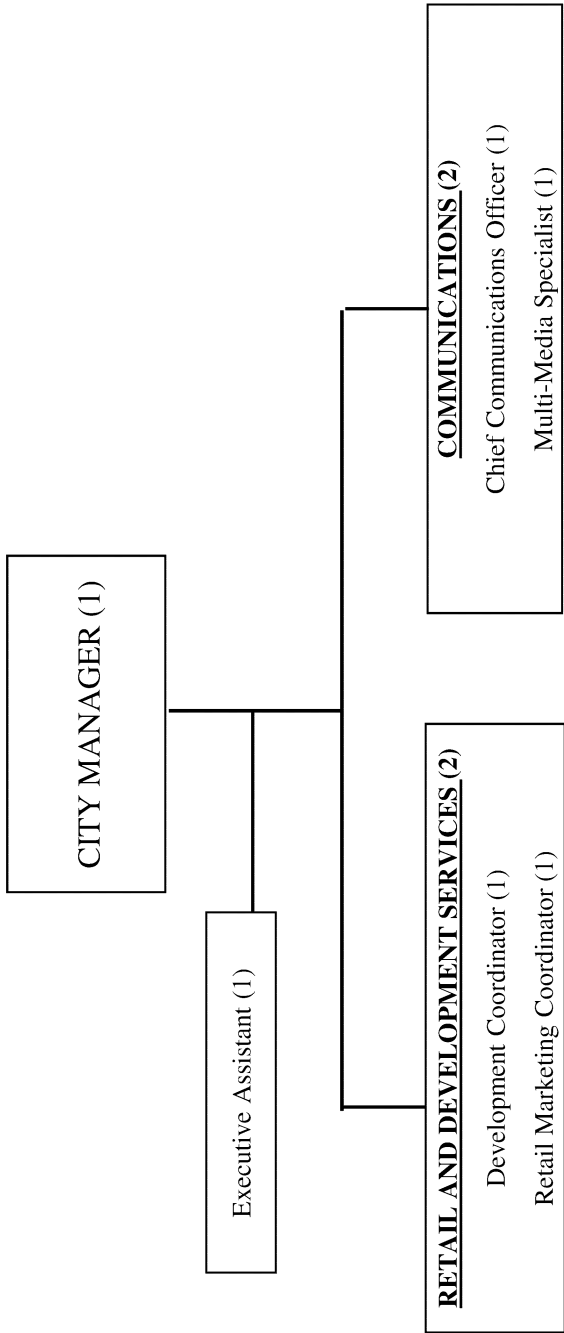 CITY MANAGER (1)
Executive Assistant (1)
RETAIL AND DEVELOPMENT SERVICES (2)
Development Coordinator (1)
Retail Marketing Coordinator (1)
COMMUNICATIONS (2)
Chief Communications Officer (1)
Multi-Media Specialist (1)